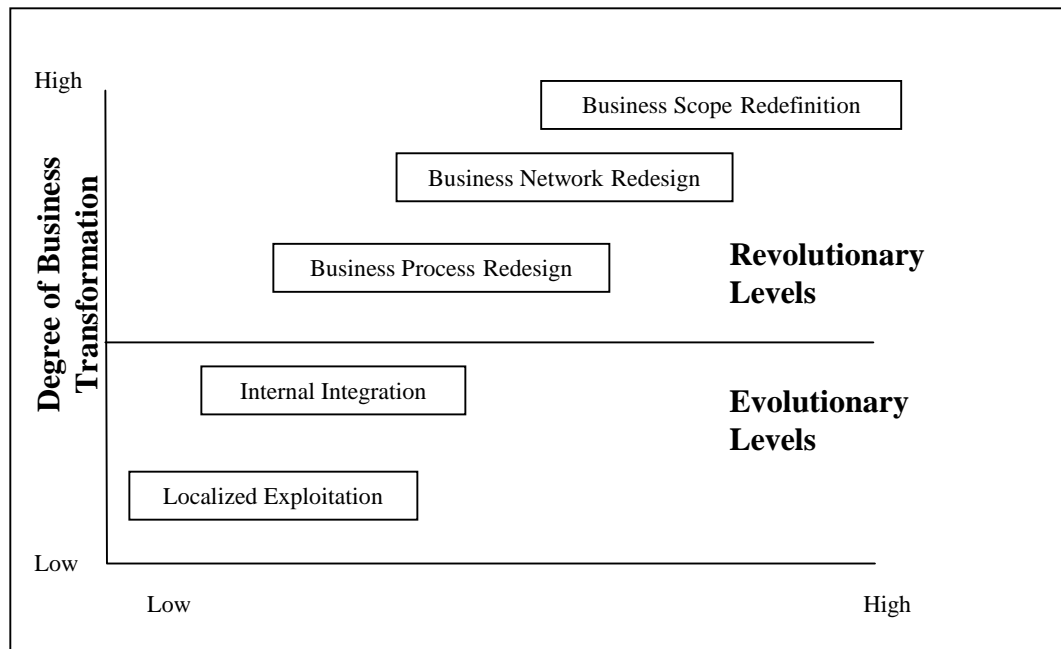 High
Business Scope Redefinition
Business Network Redesign
Degree of Business
Transformation
Business Process Redesign
Revolutionary
Levels
Internal Integration
Evolutionary
Levels
Localized Exploitation
Low
Low
High